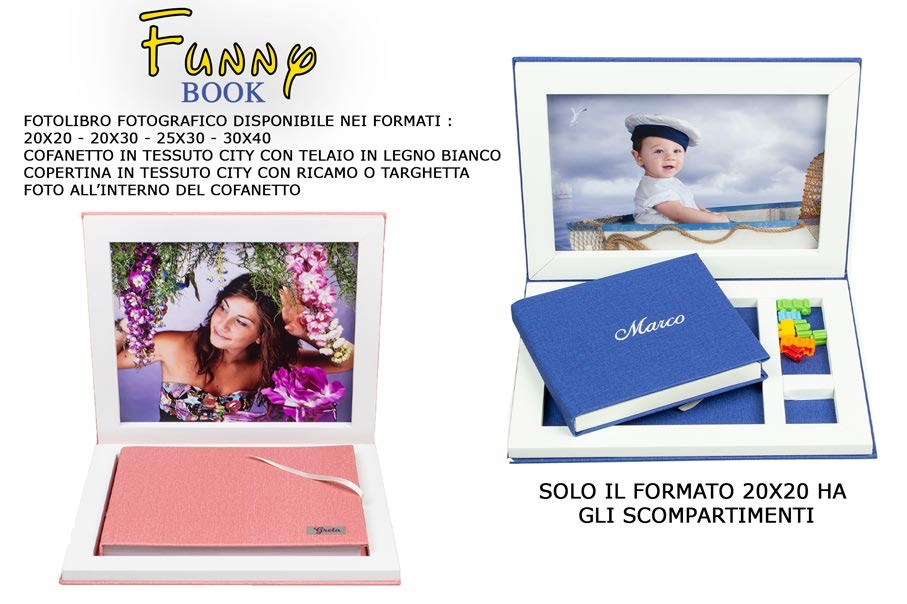 Funny
BOOK
FOTOLIBRO FOTOGRAFICO DISPONIBILE NEI FORMATI :
20X20 - 20X30 - 25X30 - 30X40
COFANETTO IN TESSUTO CITY CON TELAIO IN LEGNO BIANCO
COPERTINA IN TESSUTO CITY CON RICAMO O TARGHETTA
FOTO ALL’INTERNO DEL COFANETTO
Marco
Greta
SOLO IL FORMATO 20X20 HA
GLI SCOMPARTIMENTI